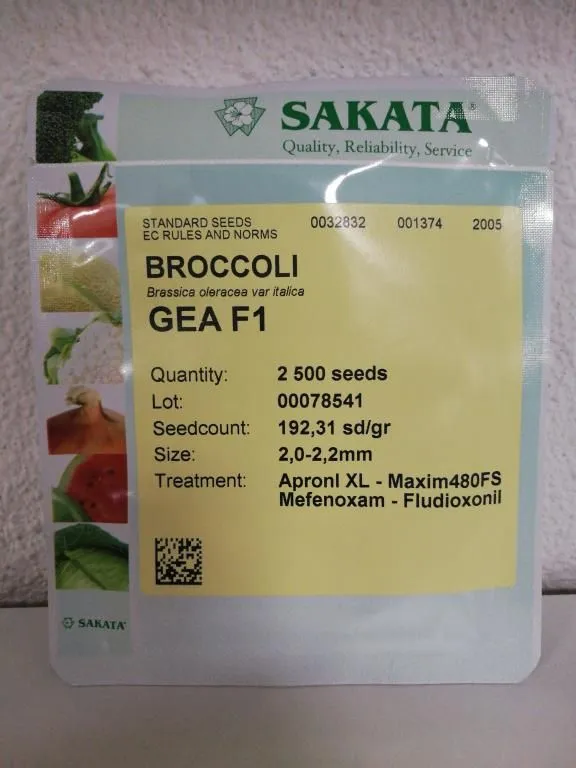 SAKATA®
Quality, Reliability, Service
STANDARD SEEDS 0032832 001374 2005
EC RULES AND NORMS
BROCCOLI
Brassica oleracea var italica
GEA F1
Quantity: 2 500 seeds
Lot: 00078541
Seedcount: 192,31 sd/gr
Size: 2,0-2,2mm
Treatment: Apronl XL - Maxim480FS
Mefenoxam - Fludioxonil
SAKATA®